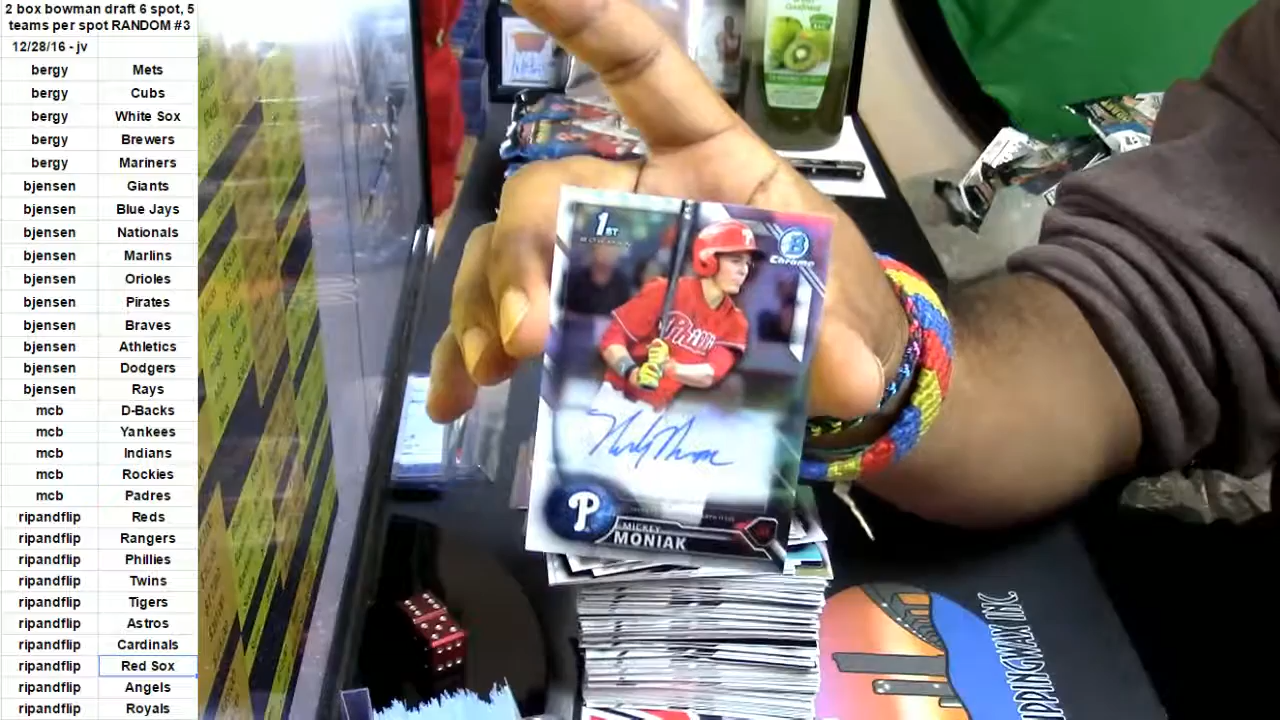 2 box bowman draft 6 spot, 5
teams per spot RANDOM #3
12/28/16 - jv
bergy Mets
bergy Cubs
bergy White Sox
bergy Brewers
bergy Mariners
bjensen Giants
bjensen Blue Jays
bjensen Nationals
bjensen Marlins
bjensen Orioles
bjensen Pirates
bjensen Braves
bjensen Athletics
bjensen Dodgers
bjensen Rays
mcb D-Backs
mcb Yankees
mcb Indians
mcb Rockies
mcb Padres
ripandflip Reds
ripandflip Rangers
ripandflip Phillies
ripandflip Twins
ripandflip Tigers
ripandflip Astros
ripandflip Cardinals
ripandflip Red Sox
ripandflip Angels
ripandflip Royals
1ST
BOWMAN
B
Chrome
P
MICKEY
MONIAK